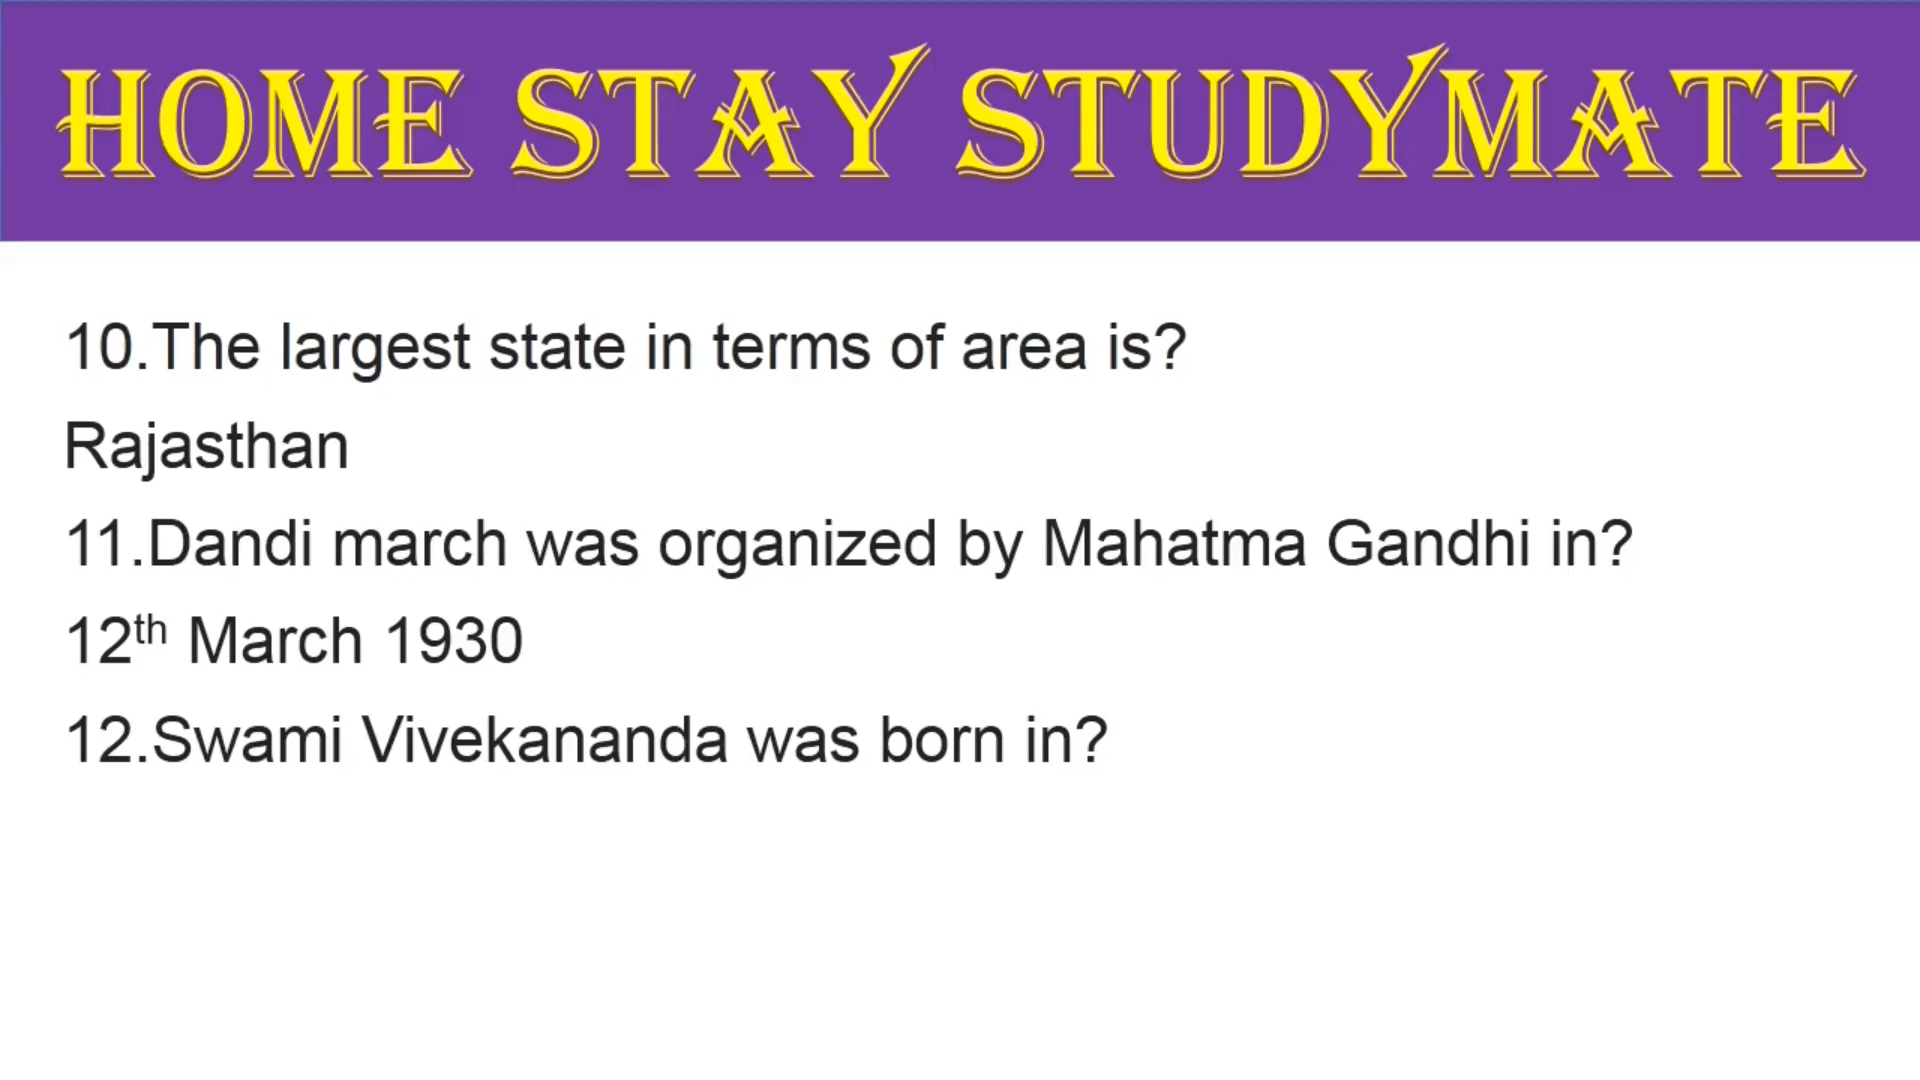 HOME STAY STUDYMATE
10.The largest state in terms of area is?
Rajasthan
11.Dandi march was organized by Mahatma Gandhi in?
12th March 1930
12.Swami Vivekananda was born in?